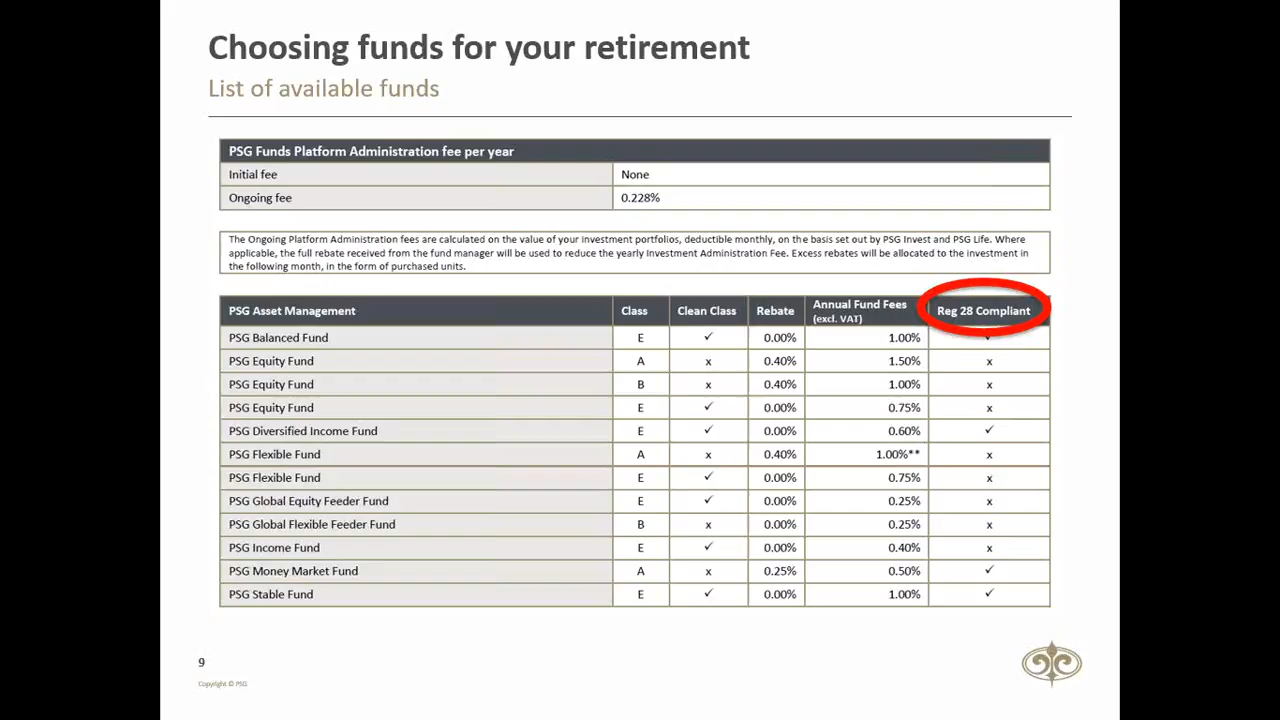 Choosing funds for your retirement
List of available funds
PSG Funds Platform Administration fee per year
Initial fee None
Ongoing fee 0.228%
The Ongoing Platform Administration fees are calculated on the value of your investment portfolios, deductible monthly, on the basis set out by PSG Invest and PSG Life. Where
applicable, the full rebate received from the fund manager will be used to reduce the yearly Investment Administration Fee. Excess rebates will be allocated to the investment in
the following month, in the form of purchased units.
PSG Asset Management Class Clean Class Rebate Annual Fund Fees (excl. VAT) Reg 28 Compliant
PSG Balanced Fund E ✓ 0.00% 1.00% ✓
PSG Equity Fund A x 0.40% 1.50% x
PSG Equity Fund B x 0.40% 1.00% x
PSG Equity Fund E ✓ 0.00% 0.75% x
PSG Diversified Income Fund E ✓ 0.00% 0.60% ✓
PSG Flexible Fund A x 0.40% 1.00%** x
PSG Flexible Fund E ✓ 0.00% 0.75% x
PSG Global Equity Feeder Fund E ✓ 0.00% 0.25% x
PSG Global Flexible Feeder Fund B x 0.00% 0.25% x
PSG Income Fund E ✓ 0.00% 0.40% x
PSG Money Market Fund A x 0.25% 0.50% ✓
PSG Stable Fund E ✓ 0.00% 1.00% ✓
9
Copyright © PSG